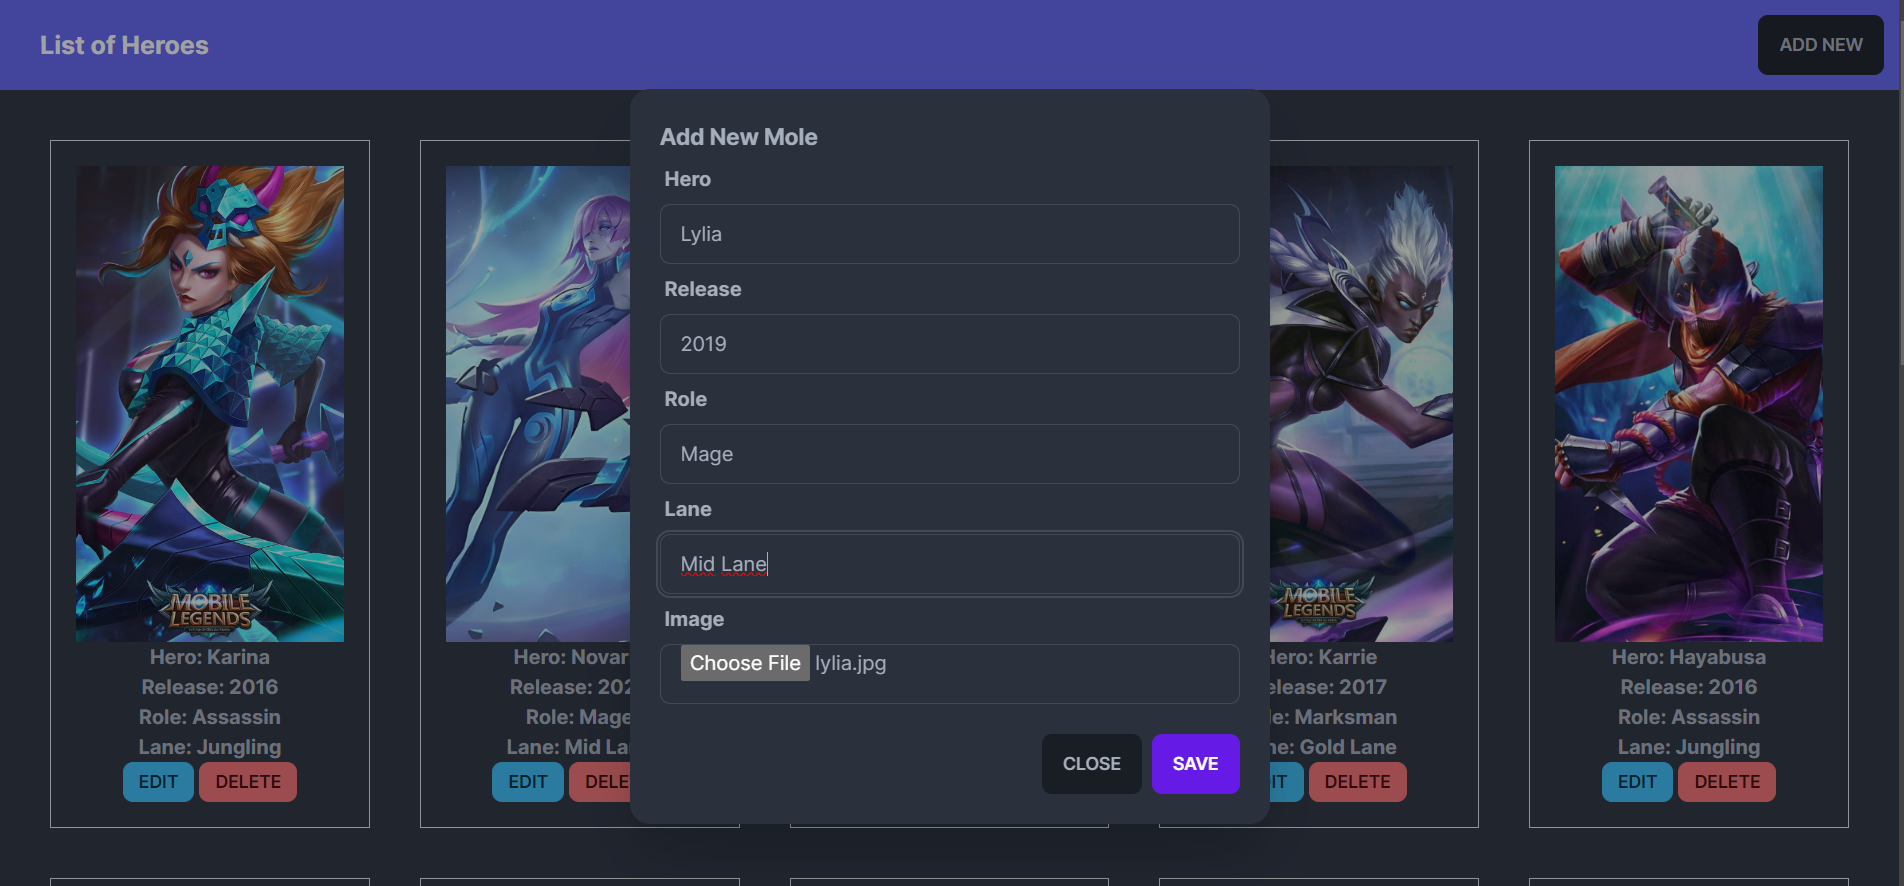 List of Heroes
ADD NEW
Add New Mole
Hero
Lylia
Release
2019
Role
Mage
Lane
Mid Lane
Image
Choose File lylia.jpg
CLOSE SAVE
MOBILE
LEGENDS
Hero: Karina
Release: 2016
Role: Assassin
Lane: Jungling
EDIT DELETE
Hero: Novar
Release: 202
Role: Mage
Lane: Mid La
EDIT DELE
MOBILE
LEGENDS
Hero: Karrie
elease: 2017
le: Marksman
ne: Gold Lane
IT DELETE
Hero: Hayabusa
Release: 2016
Role: Assassin
Lane: Jungling
EDIT DELETE